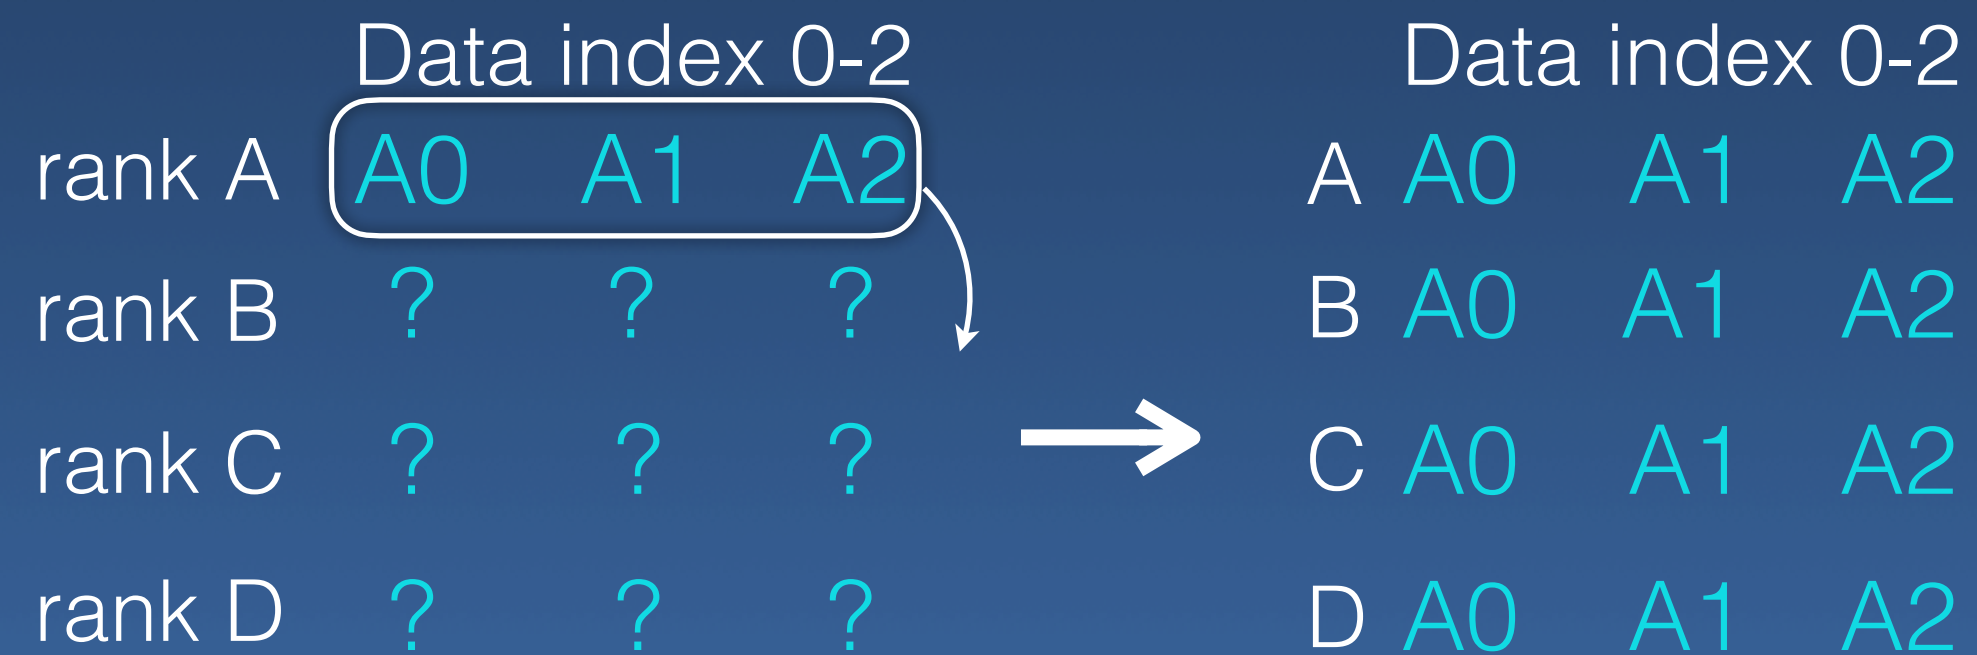 Data index 0-2 Data index 0-2
rank A A0 A1 A2 A A0 A1 A2
rank B ? ? ? B A0 A1 A2
rank C ? ? ? C A0 A1 A2
rank D ? ? ? D A0 A1 A2